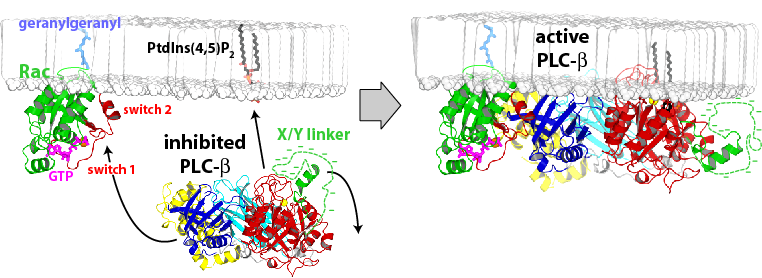 geranylgeranyl
PtdIns(4,5)P2
Rac
switch 2
GTP
switch 1
inhibited
PLC-β
X/Y linker
active
PLC-β